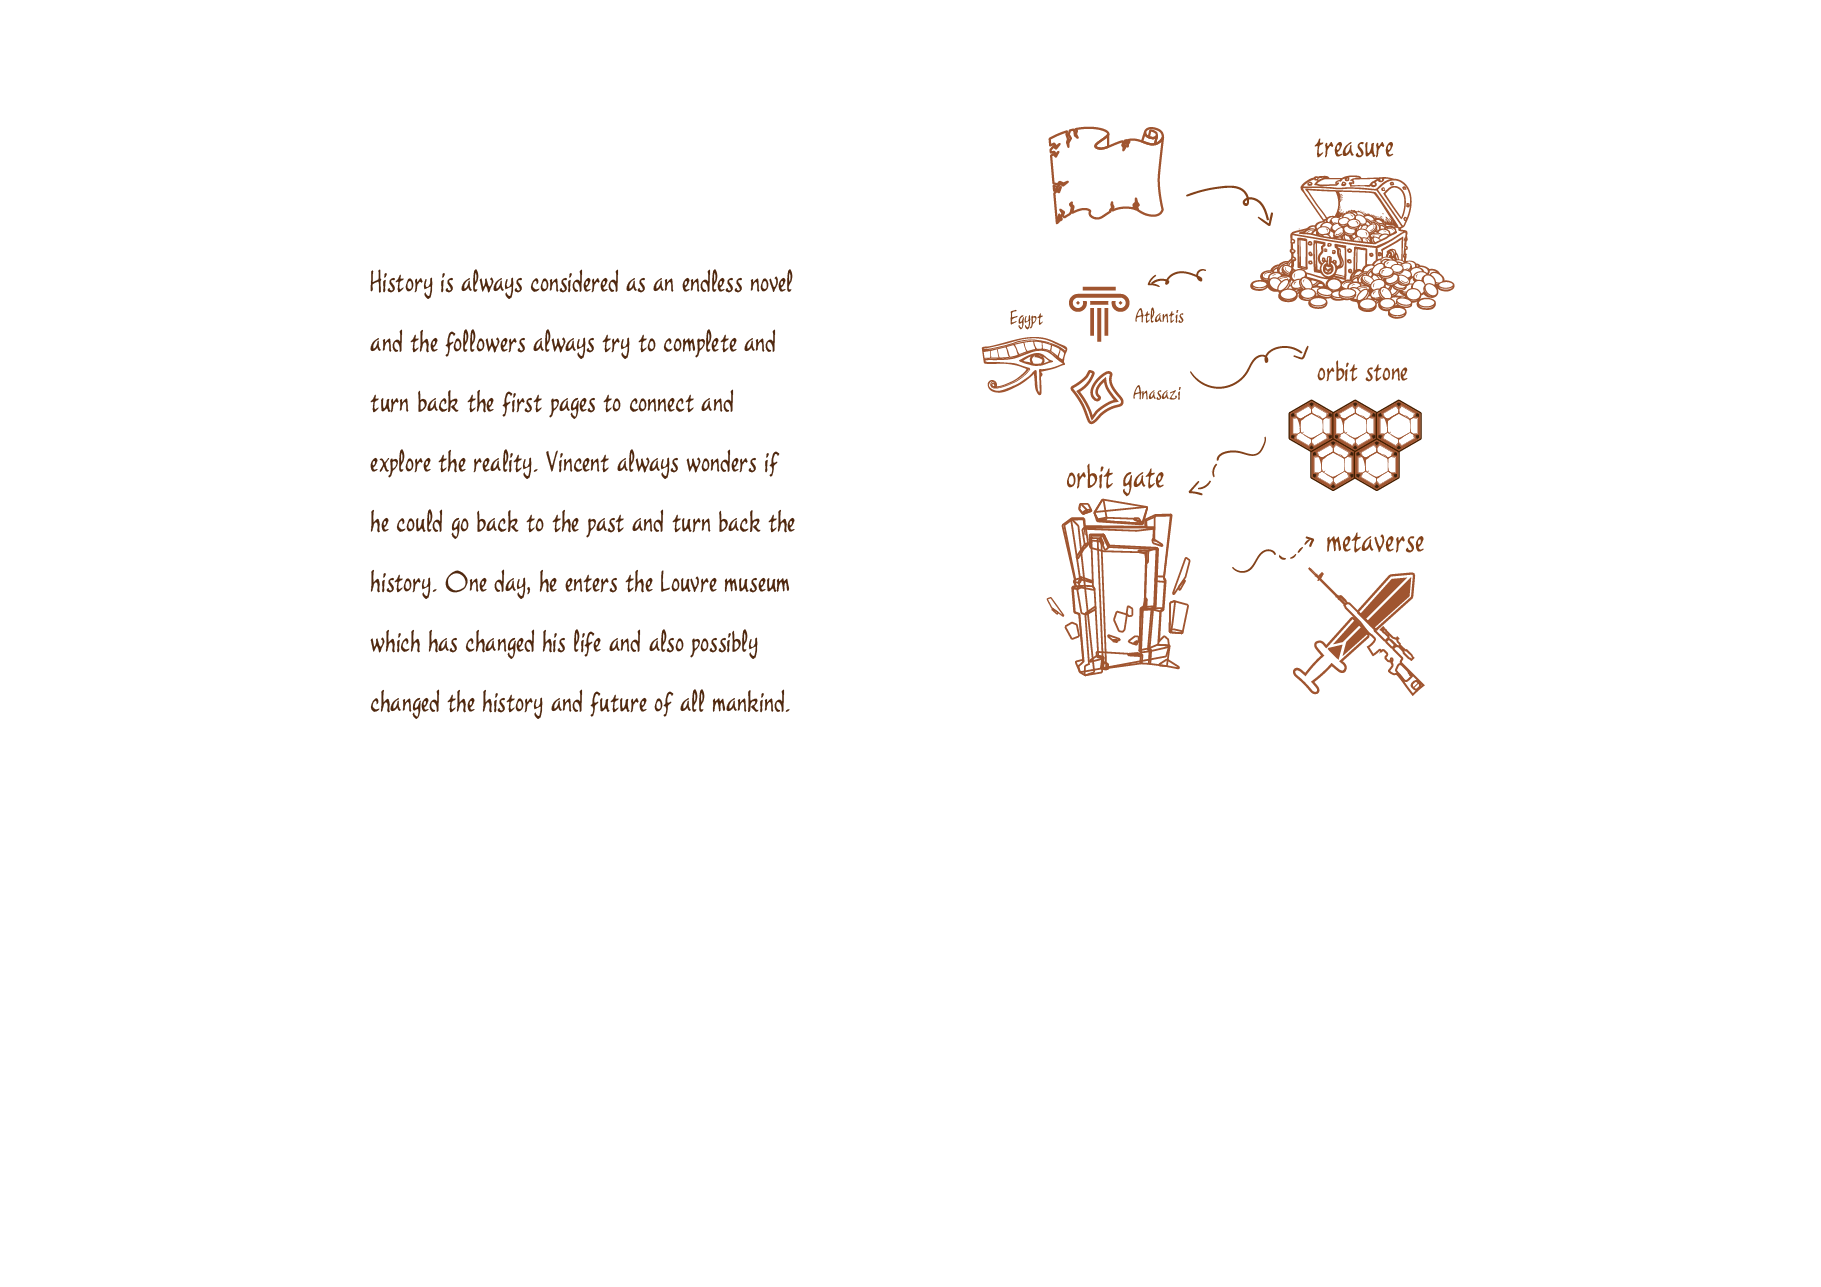 History is always considered as an endless novel
and the followers always try to complete and
turn back the first pages to connect and
explore the reality. Vincent always wonders if
he could go back to the past and turn back the
history. One day, he enters the Louvre museum
which has changed his life and also possibly
changed the history and future of all mankind.
treasure
Egypt
Atlantis
Anasazi
orbit stone
orbit gate
metaverse